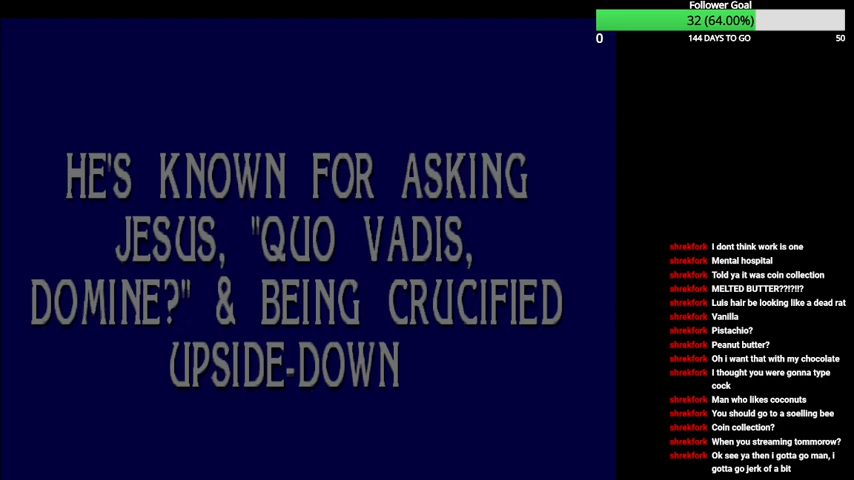 Follower Goal
32 (64.00%)
0
144 DAYS TO GO
50
HE'S KNOWN FOR ASKING
JESUS, "QUO VADIS,
DOMINE?" & BEING CRUCIFIED
UPSIDE-DOWN
shrekfork I dont think work is one
shrekfork Mental hospital
shrekfork Told ya it was coin collection
shrekfork MELTED BUTTER??!?!!?
shrekfork Luis hair be looking like a dead rat
shrekfork Vanilla
shrekfork Pistachio?
shrekfork Peanut butter?
shrekfork Oh i want that with my chocolate
shrekfork I thought you were gonna type
cock
shrekfork Man who likes coconuts
shrekfork You should go to a soelling bee
shrekfork Coin collection?
shrekfork When you streaming tommorow?
shrekfork Ok see ya then i gotta go man, i
gotta go jerk of a bit